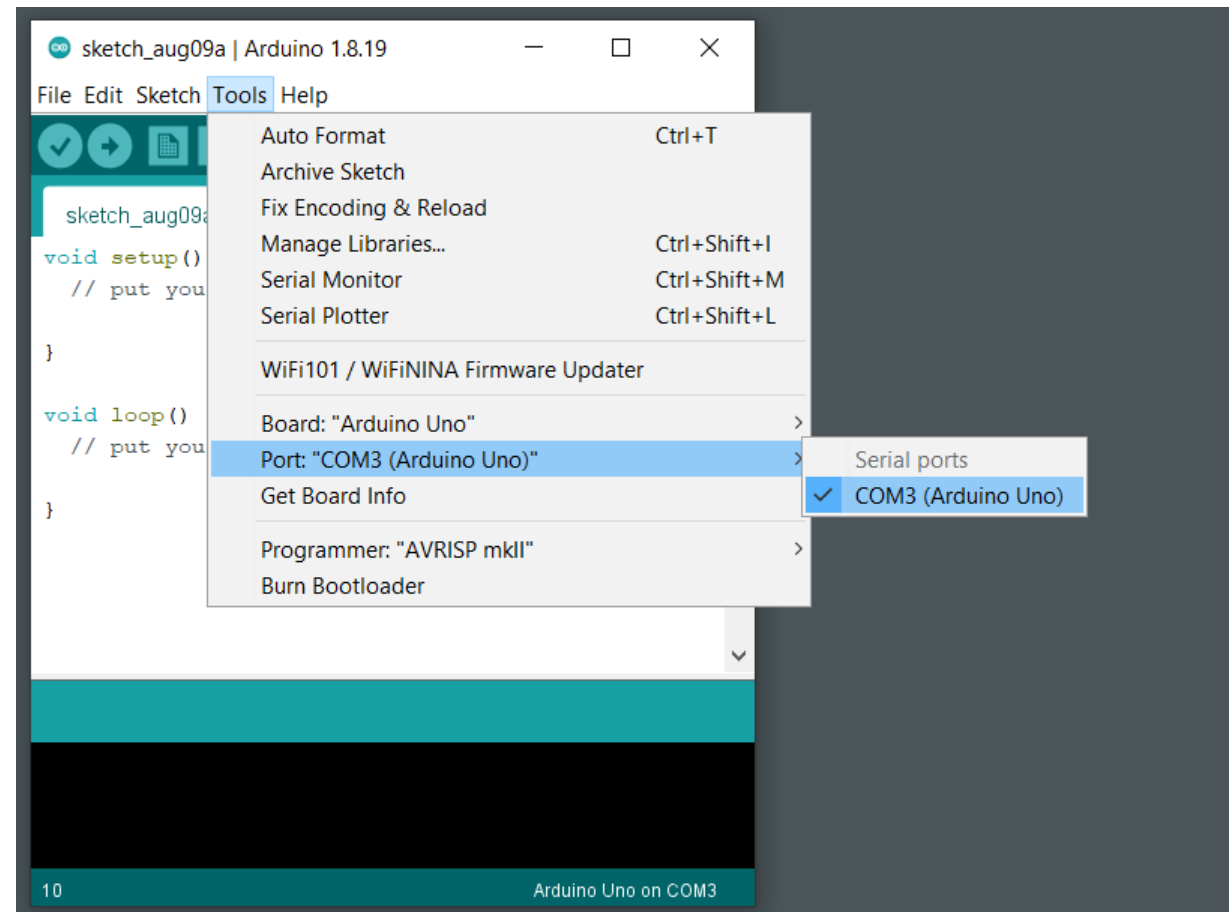 sketch_aug09a | Arduino 1.8.19
File Edit Sketch Tools Help
Auto Format Ctrl+T
Archive Sketch
Fix Encoding & Reload
Manage Libraries... Ctrl+Shift+I
Serial Monitor Ctrl+Shift+M
Serial Plotter Ctrl+Shift+L
WiFi101 / WiFiNINA Firmware Updater
Board: "Arduino Uno"
Port: "COM3 (Arduino Uno)"
Get Board Info
Programmer: "AVRISP mkII"
Burn Bootloader
Serial ports
COM3 (Arduino Uno)
sketch_aug09a
void setup()
// put you
}
void loop()
// put you
}
10 Arduino Uno on COM3